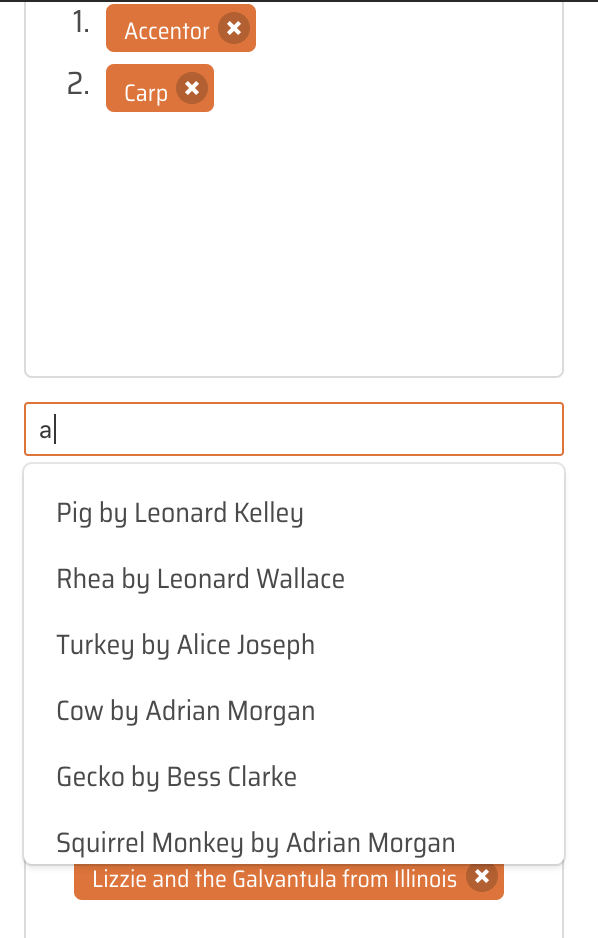 1. Accentor
2. Carp
a
Pig by Leonard Kelley
Rhea by Leonard Wallace
Turkey by Alice Joseph
Cow by Adrian Morgan
Gecko by Bess Clarke
Squirrel Monkey by Adrian Morgan
Lizzie and the Galvantula from Illinois